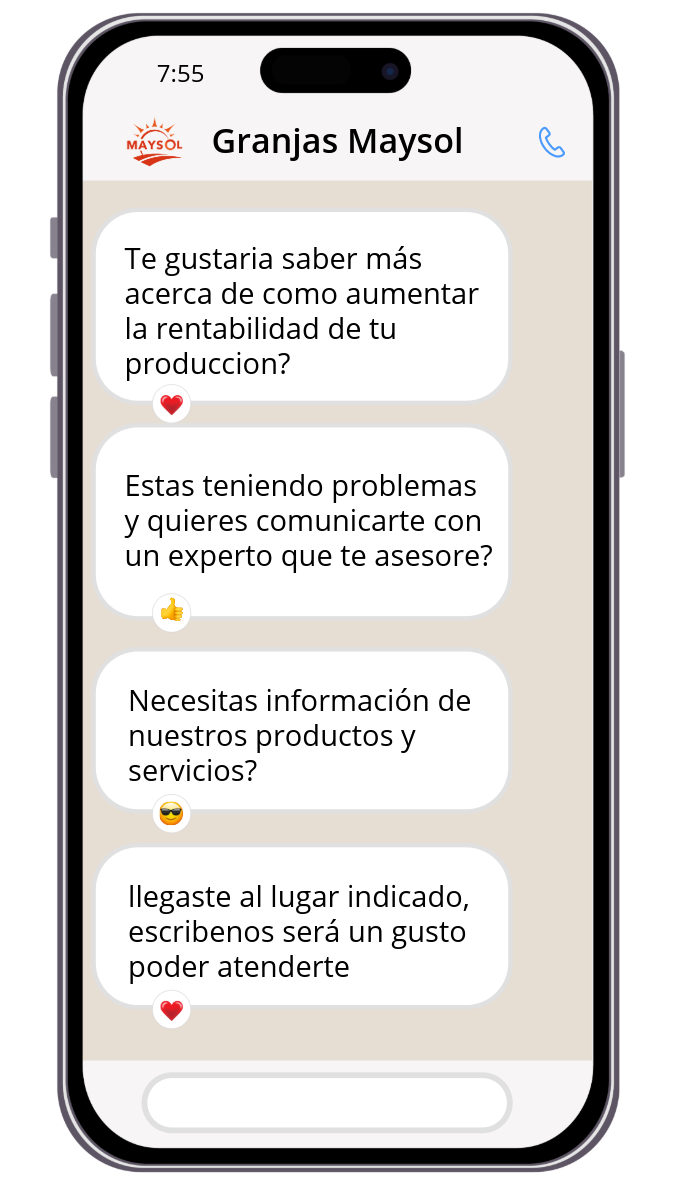 7:55
MAYSOL
Granjas Maysol
Te gustaria saber más
acerca de como aumentar
la rentabilidad de tu
produccion?
Estas teniendo problemas
y quieres comunicarte con
un experto que te asesore?
Necesitas información de
nuestros productos y
servicios?
llegaste al lugar indicado,
escribenos será un gusto
poder atenderte